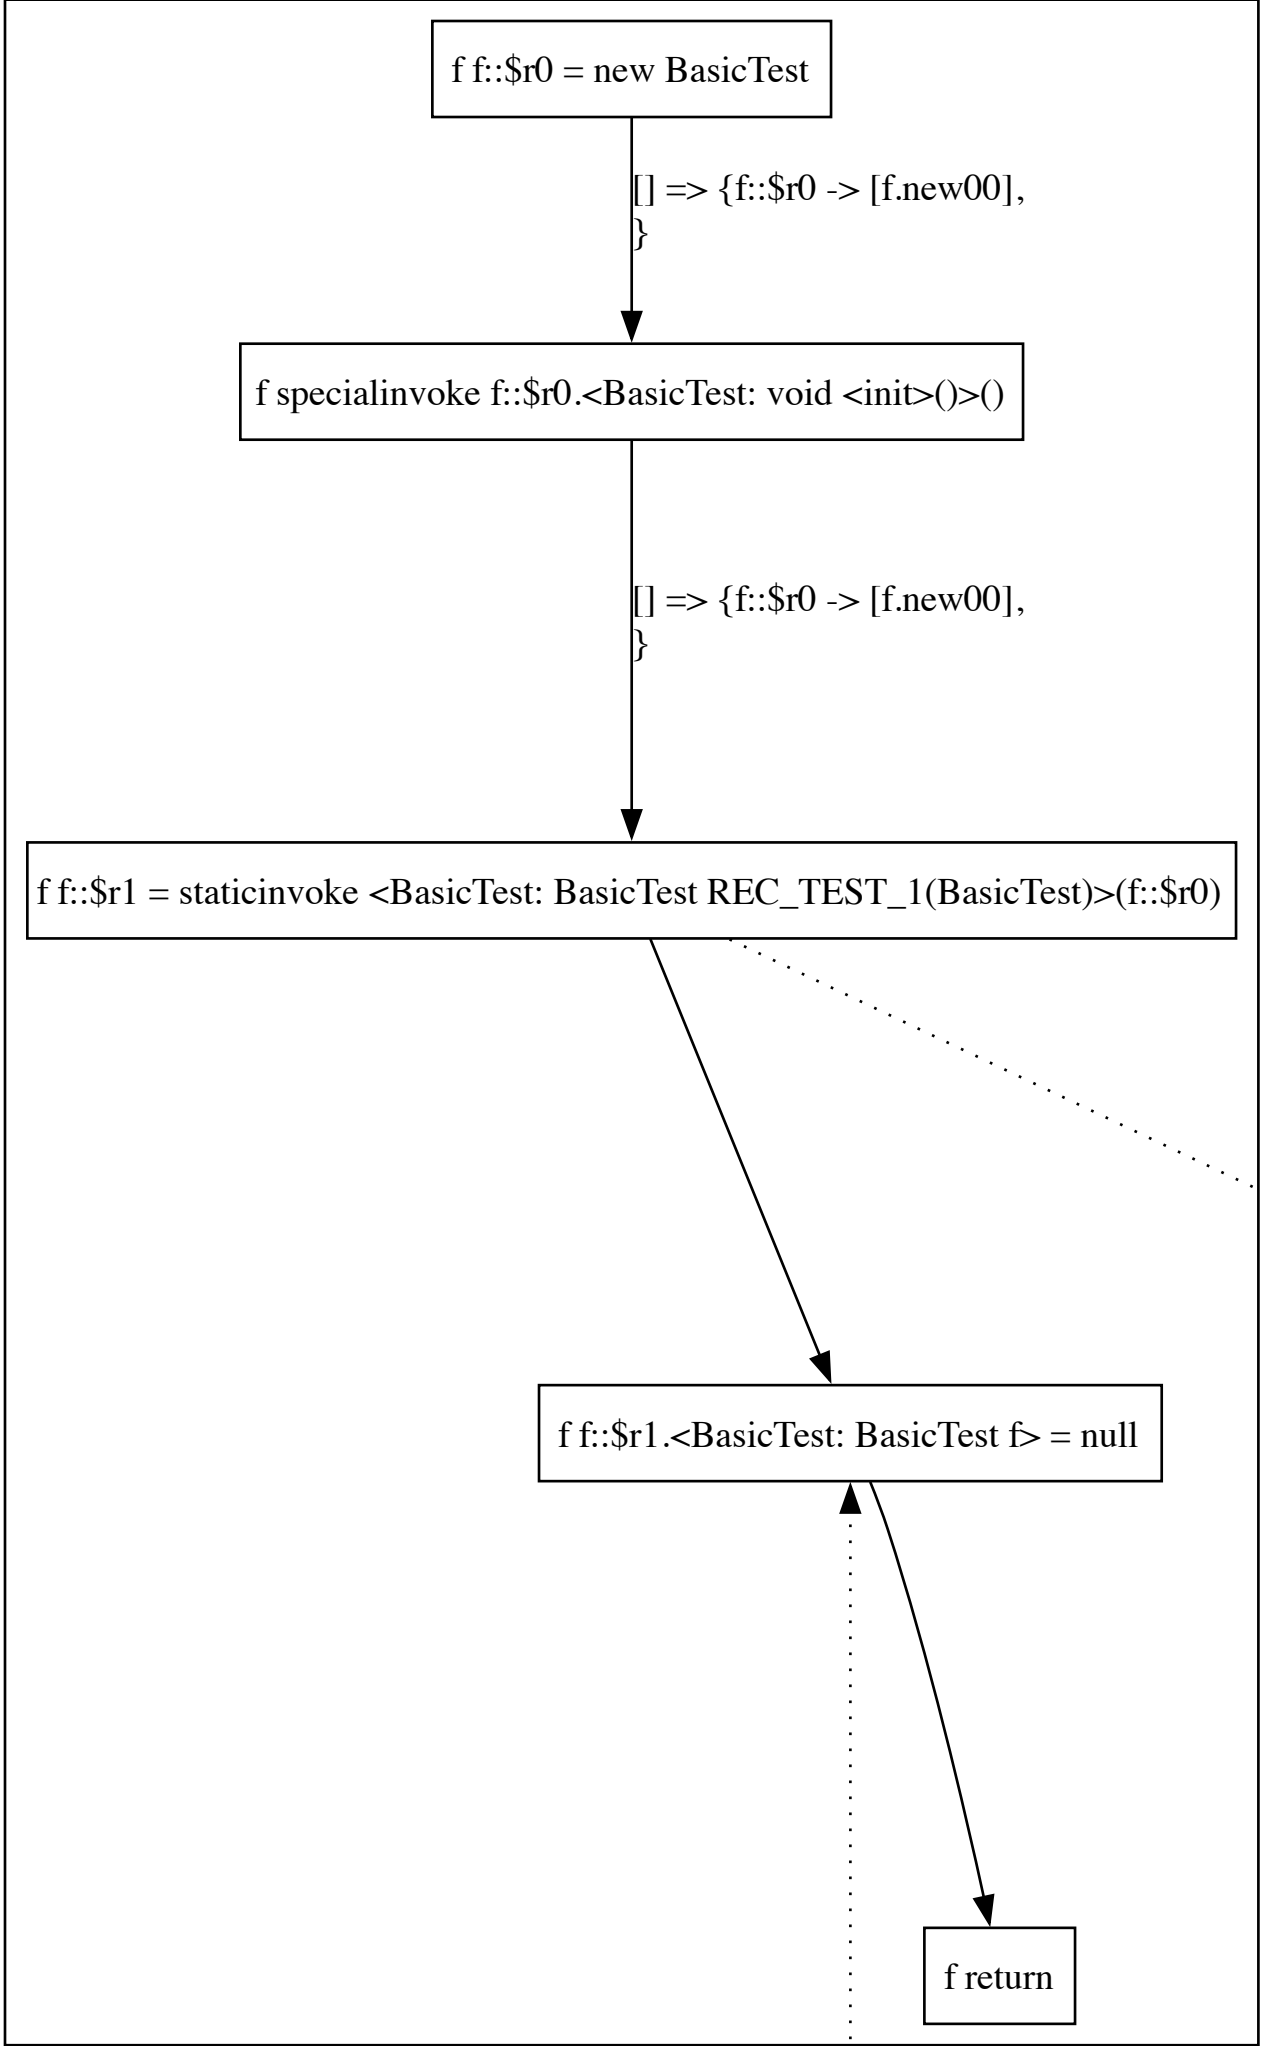 f f::$r0 = new BasicTest
[] => {f::$r0 -> [f.new00],
}
f specialinvoke f::$r0.<BasicTest: void <init>()>()
[] => {f::$r0 -> [f.new00],
}
f f::$r1 = staticinvoke <BasicTest: BasicTest REC_TEST_1(BasicTest)>(f::$r0)
f f::$r1.<BasicTest: BasicTest f> = null
f return